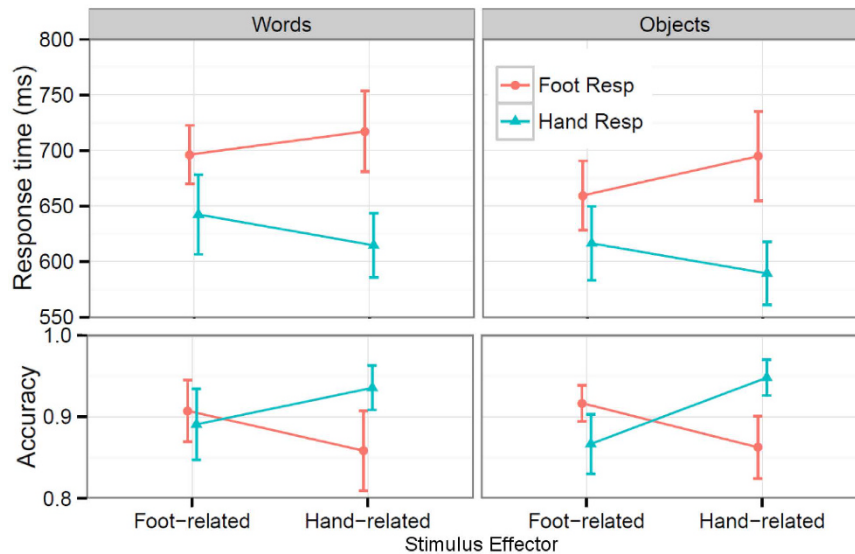 Words
Objects
Response time (ms)
800
750
700
650
600
550
Foot Resp
Hand Resp
Accuracy
1.0
0.9
0.8
Foot-related
Hand-related
Foot-related
Hand-related
Stimulus Effector